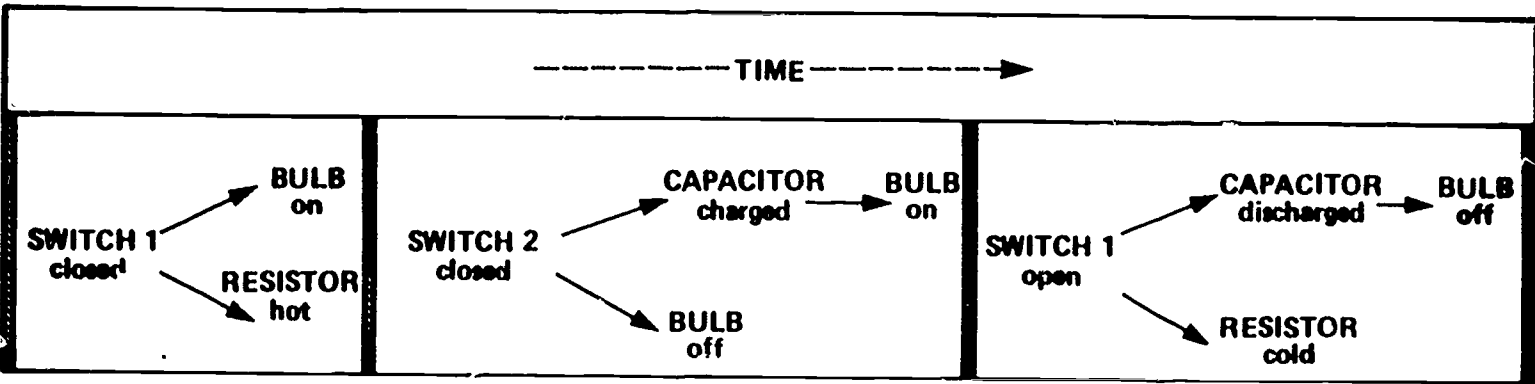 TIME
SWITCH 1
closed
BULB
on
RESISTOR
hot
SWITCH 2
closed
CAPACITOR
charged
BULB
on
BULB
off
SWITCH 1
open
CAPACITOR
discharged
BULB
off
RESISTOR
cold